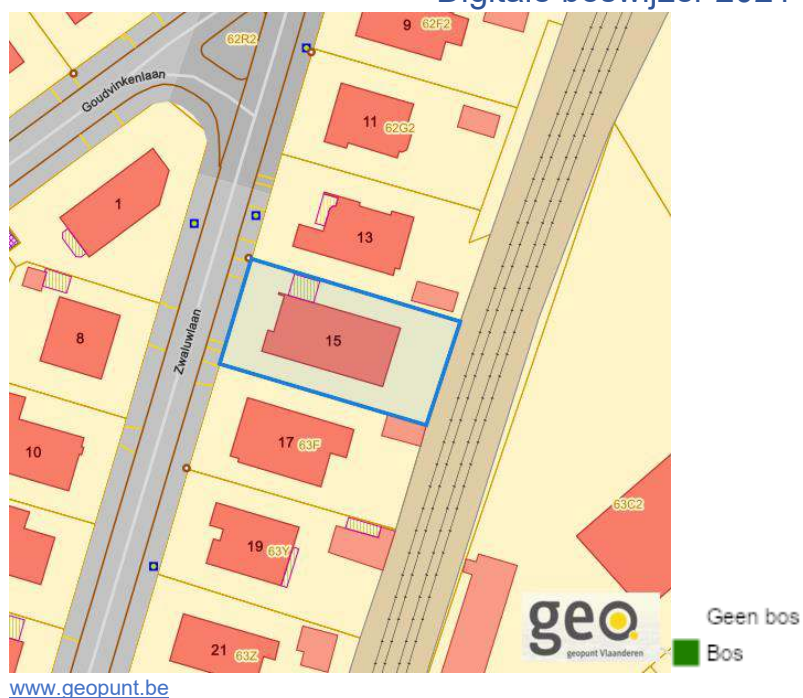 Digitale boswijzer 2021
9 62F2
62R2
Goudvinkenlaan
11 62G2
1
13
8
Zwaluwlaan
15
17 63F
10
63C2
19 63Y
21 63Z
geo
geopunt Vlaanderen
Geen bos
Bos
www.geopunt.be